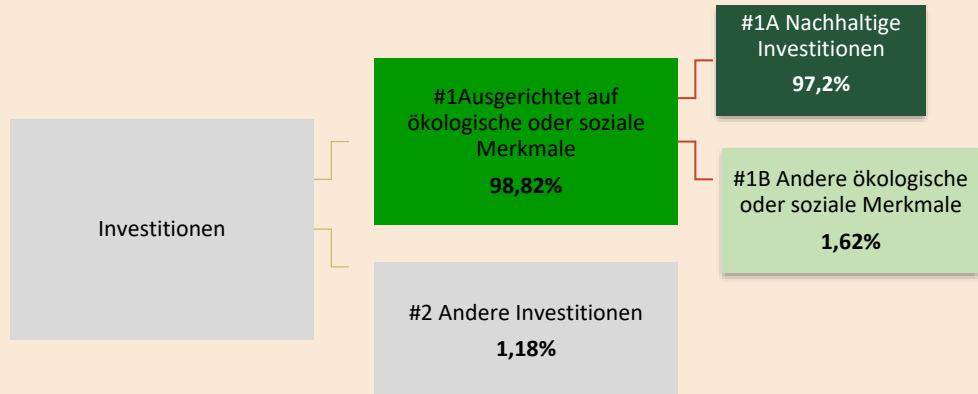 Investitionen
#1Ausgerichtet auf
ökologische oder soziale
Merkmale
98,82%
#1A Nachhaltige
Investitionen
97,2%
#1B Andere ökologische
oder soziale Merkmale
1,62%
#2 Andere Investitionen
1,18%